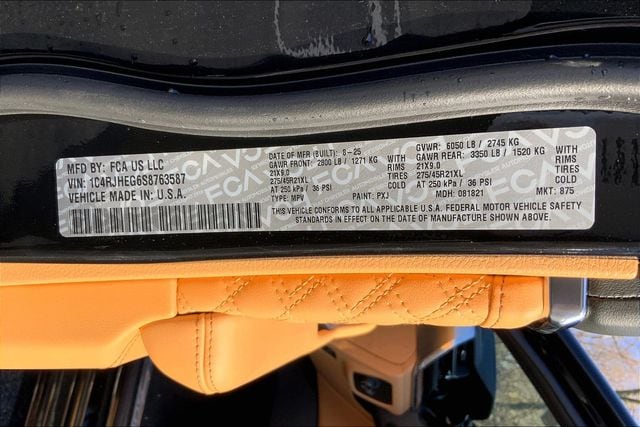 MFD BY: FCA US LLC
VIN: 1C4RJHEG6S8763587
VEHICLE MADE IN: U.S.A.
DATE OF MFR (BUILT): 8-25 GVWR: 6050 LB / 2745 KG
GAWR FRONT: 2800 LB / 1271 KG WITH GAWR REAR: 3350 LB / 1520 KG WITH
21X9.0 RIMS 21X9.0 RIMS
275/45R21XL TIRES 275/45R21XL TIRES
AT 250 kPa / 36 PSI COLD AT 250 kPa / 36 PSI COLD
TYPE: MPV PAINT: PXJ MDH: 081821 MKT: 875
THIS VEHICLE CONFORMS TO ALL APPLICABLE U.S.A. FEDERAL MOTOR VEHICLE SAFETY
STANDARDS IN EFFECT ON THE DATE OF MANUFACTURE SHOWN ABOVE.